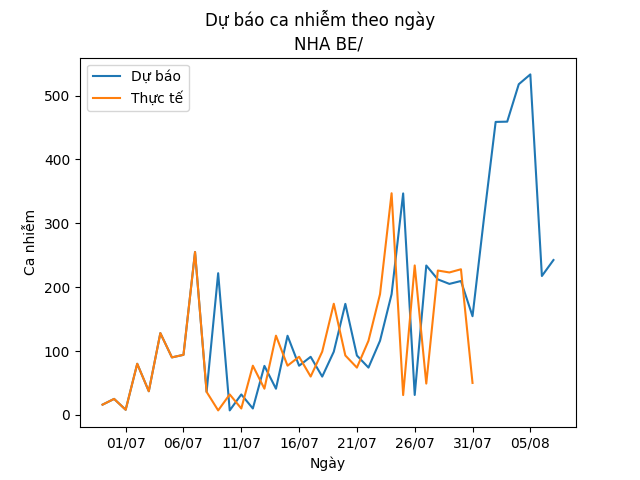 Dự báo ca nhiễm theo ngày
NHA BE/
Dự báo
Thực tế
Ca nhiễm
500
400
300
200
100
0
01/07 06/07 11/07 16/07 21/07 26/07 31/07 05/08
Ngày